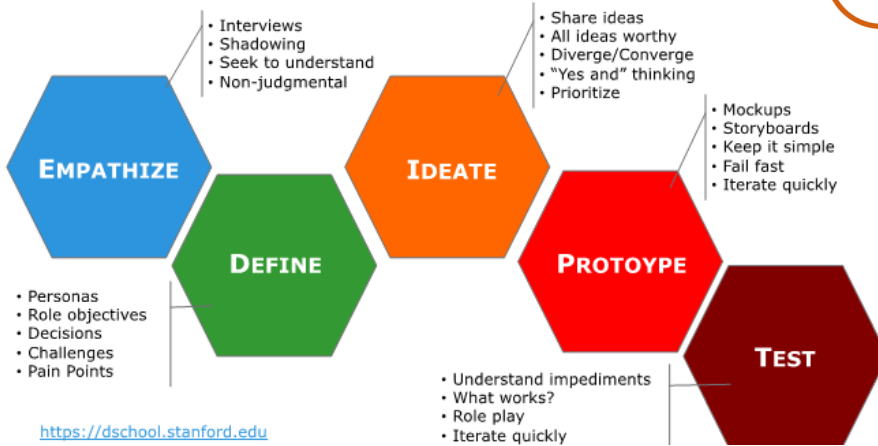 • Interviews
• Shadowing
• Seek to understand
• Non-judgmental
EMPATHIZE
• Personas
• Role objectives
• Decisions
• Challenges
• Pain Points
DEFINE
• Share ideas
• All ideas worthy
• Diverge/Converge
• “Yes and” thinking
• Prioritize
IDEATE
• Mockups
• Storyboards
• Keep it simple
• Fail fast
• Iterate quickly
PROTOYPE
• Understand impediments
• What works?
• Role play
• Iterate quickly
TEST
https://dschool.stanford.edu